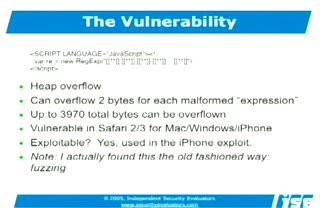 The Vulnerability
<SCRIPT LANGUAGE="JavaScript"><!--
var re = new RegExp("[[**]] [[**]] [[**]] [[**]] [[**]]")
</script>
Heap overflow
Can overflow 2 bytes for each malformed "expression"
Up to 3970 total bytes can be overflown
Vulnerable in Safari 2/3 for Mac/Windows/iPhone
Exploitable? Yes, used in the iPhone exploit.
Note: I actually found this the old fashioned way:
fuzzing
© 2005, Independent Security Evaluators
www.securityevaluators.com
ise